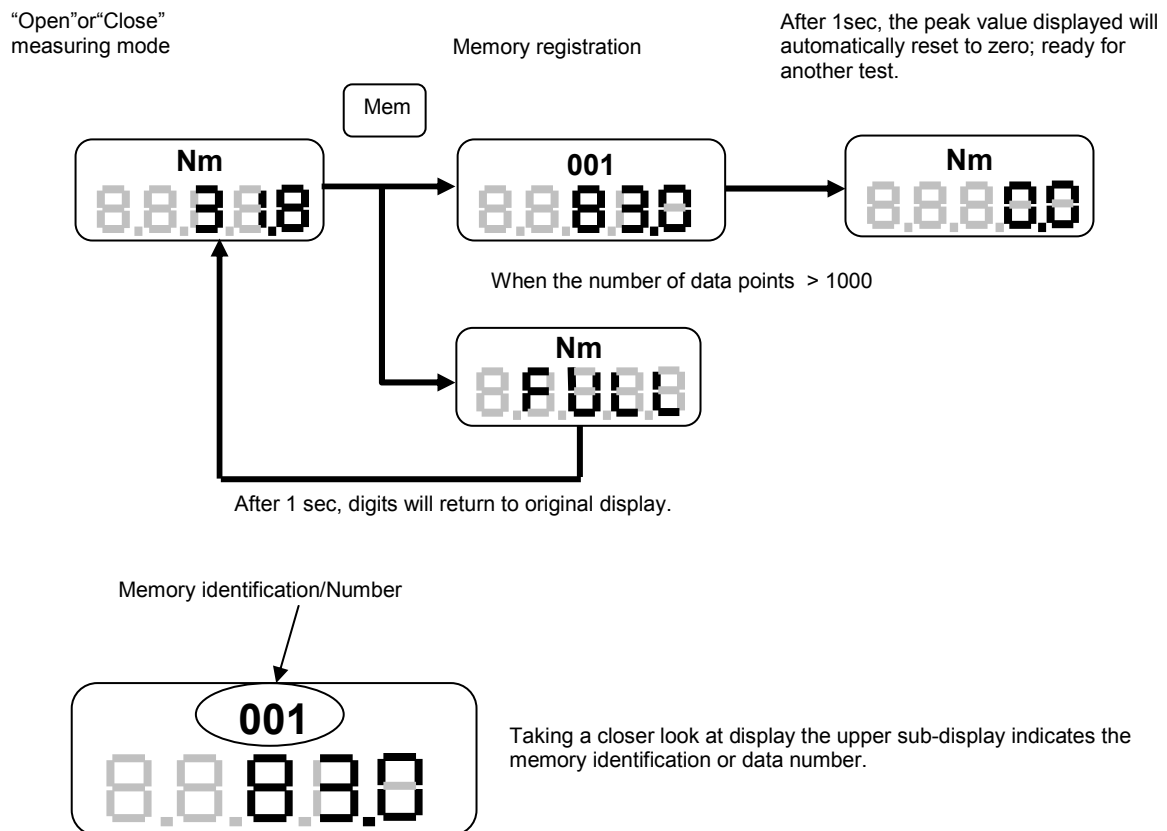 “Open”or“Close”
measuring mode
Memory registration
After 1sec, the peak value displayed will
automatically reset to zero; ready for
another test.
Mem
Nm
31.8
001
83.0
Nm
0.0
When the number of data points > 1000
Nm
FULL
After 1 sec, digits will return to original display.
Memory identification/Number
001
83.0
Taking a closer look at display the upper sub-display indicates the
memory identification or data number.